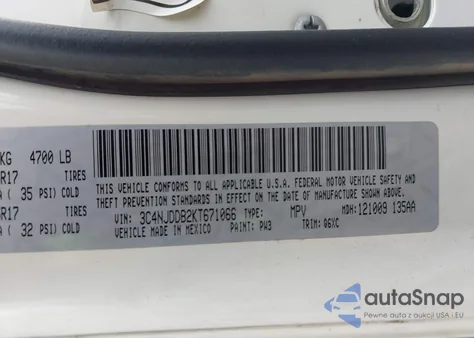 KG 4700 LB
R17 TIRES
A ( 35 PSI) COLD
R17 TIRES
A ( 32 PSI) COLD
THIS VEHICLE CONFORMS TO ALL APPLICABLE U.S.A. FEDERAL MOTOR VEHICLE SAFETY AND
THEFT PREVENTION STANDARDS IN EFFECT ON THE DATE OF MANUFACTURE SHOWN ABOVE.
VIN: 3C4NJDDB2KT671066 TYPE: MPV MDH: 121009 135AA
VEHICLE MADE IN MEXICO PAINT: PW3 TRIM: G6XC
autoSnap
Pewne auta z aukcji USA i EU